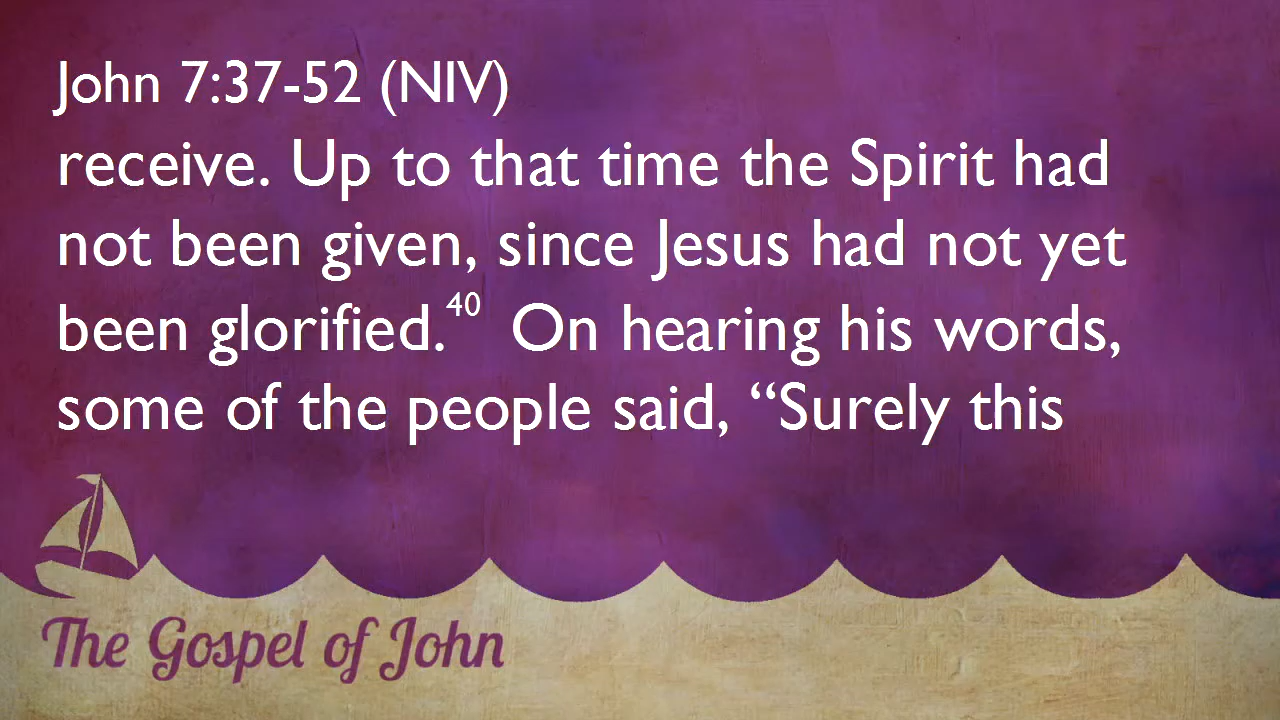 John 7:37-52 (NIV)
receive. Up to that time the Spirit had
not been given, since Jesus had not yet
been glorified.40 On hearing his words,
some of the people said, “Surely this
The Gospel of John